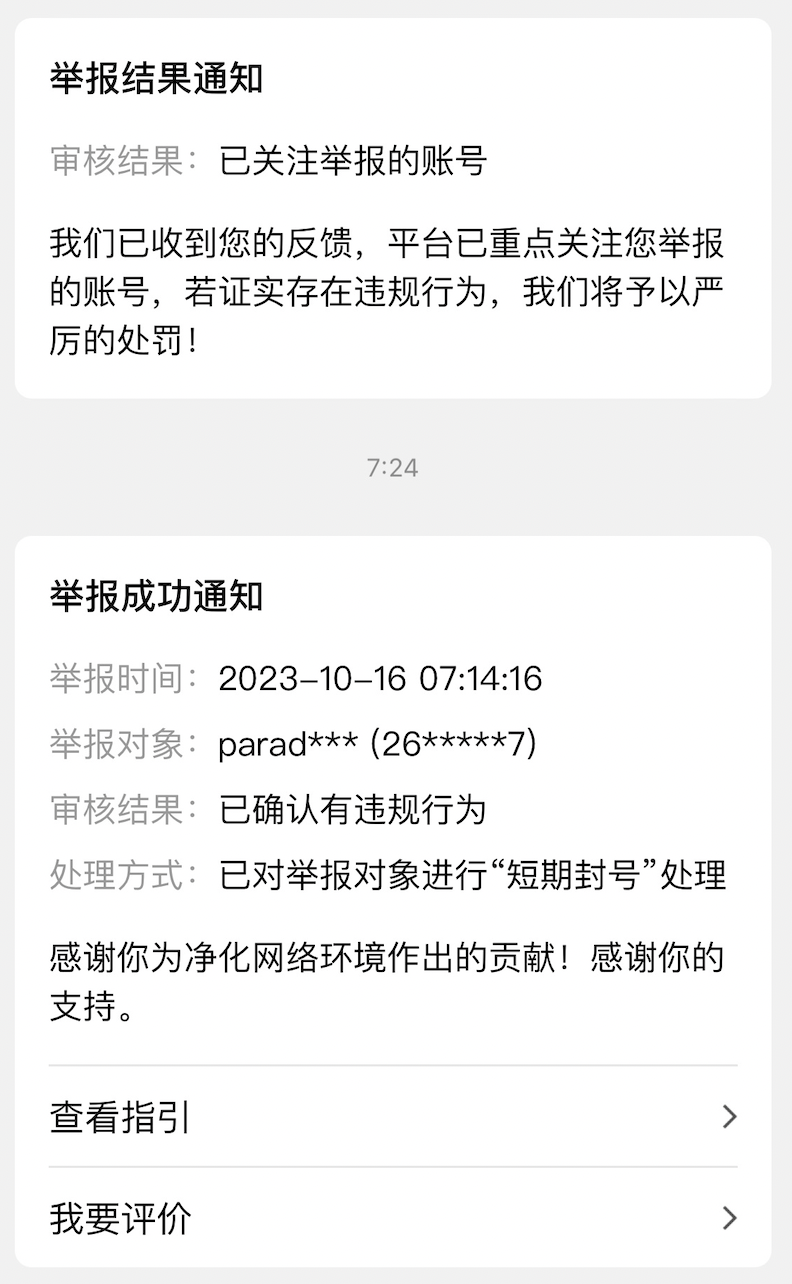 举报结果通知
审核结果：已关注举报的账号
我们已收到您的反馈，平台已重点关注您举报
的账号，若证实存在违规行为，我们将予以严
厉的处罚！
7:24
举报成功通知
举报时间：2023–10–16 07:14:16
举报对象：parad*** (26*****7)
审核结果：已确认有违规行为
处理方式：已对举报对象进行“短期封号”处理
感谢你为净化网络环境作出的贡献！感谢你的
支持。
查看指引
我要评价